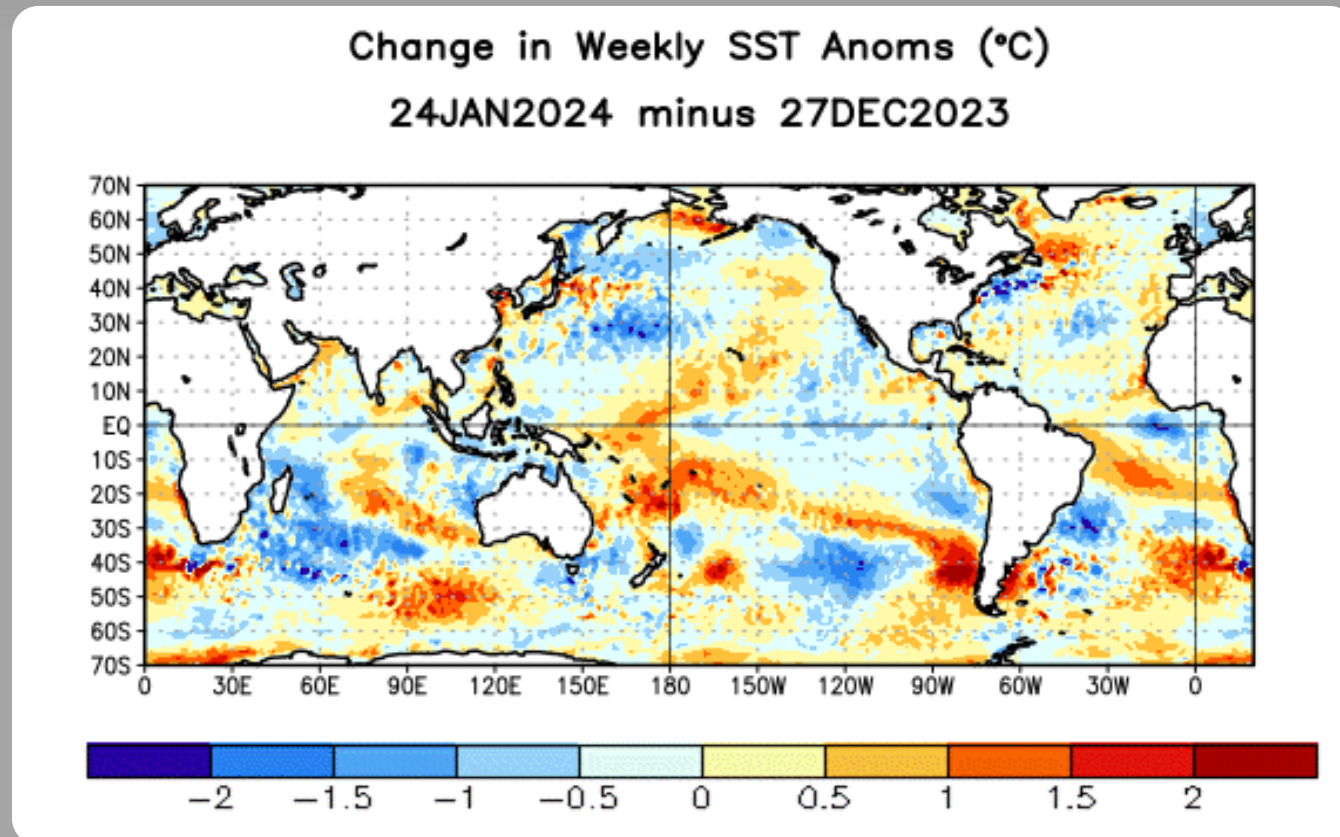 Change in Weekly SST Anoms (°C)
24JAN2024 minus 27DEC2023
70N
60N
50N
40N
30N
20N
10N
EQ
10S
20S
30S
40S
50S
60S
70S
0 30E 60E 90E 120E 150E 180 150W 120W 90W 60W 30W 0
−2 −1.5 −1 −0.5 0 0.5 1 1.5 2